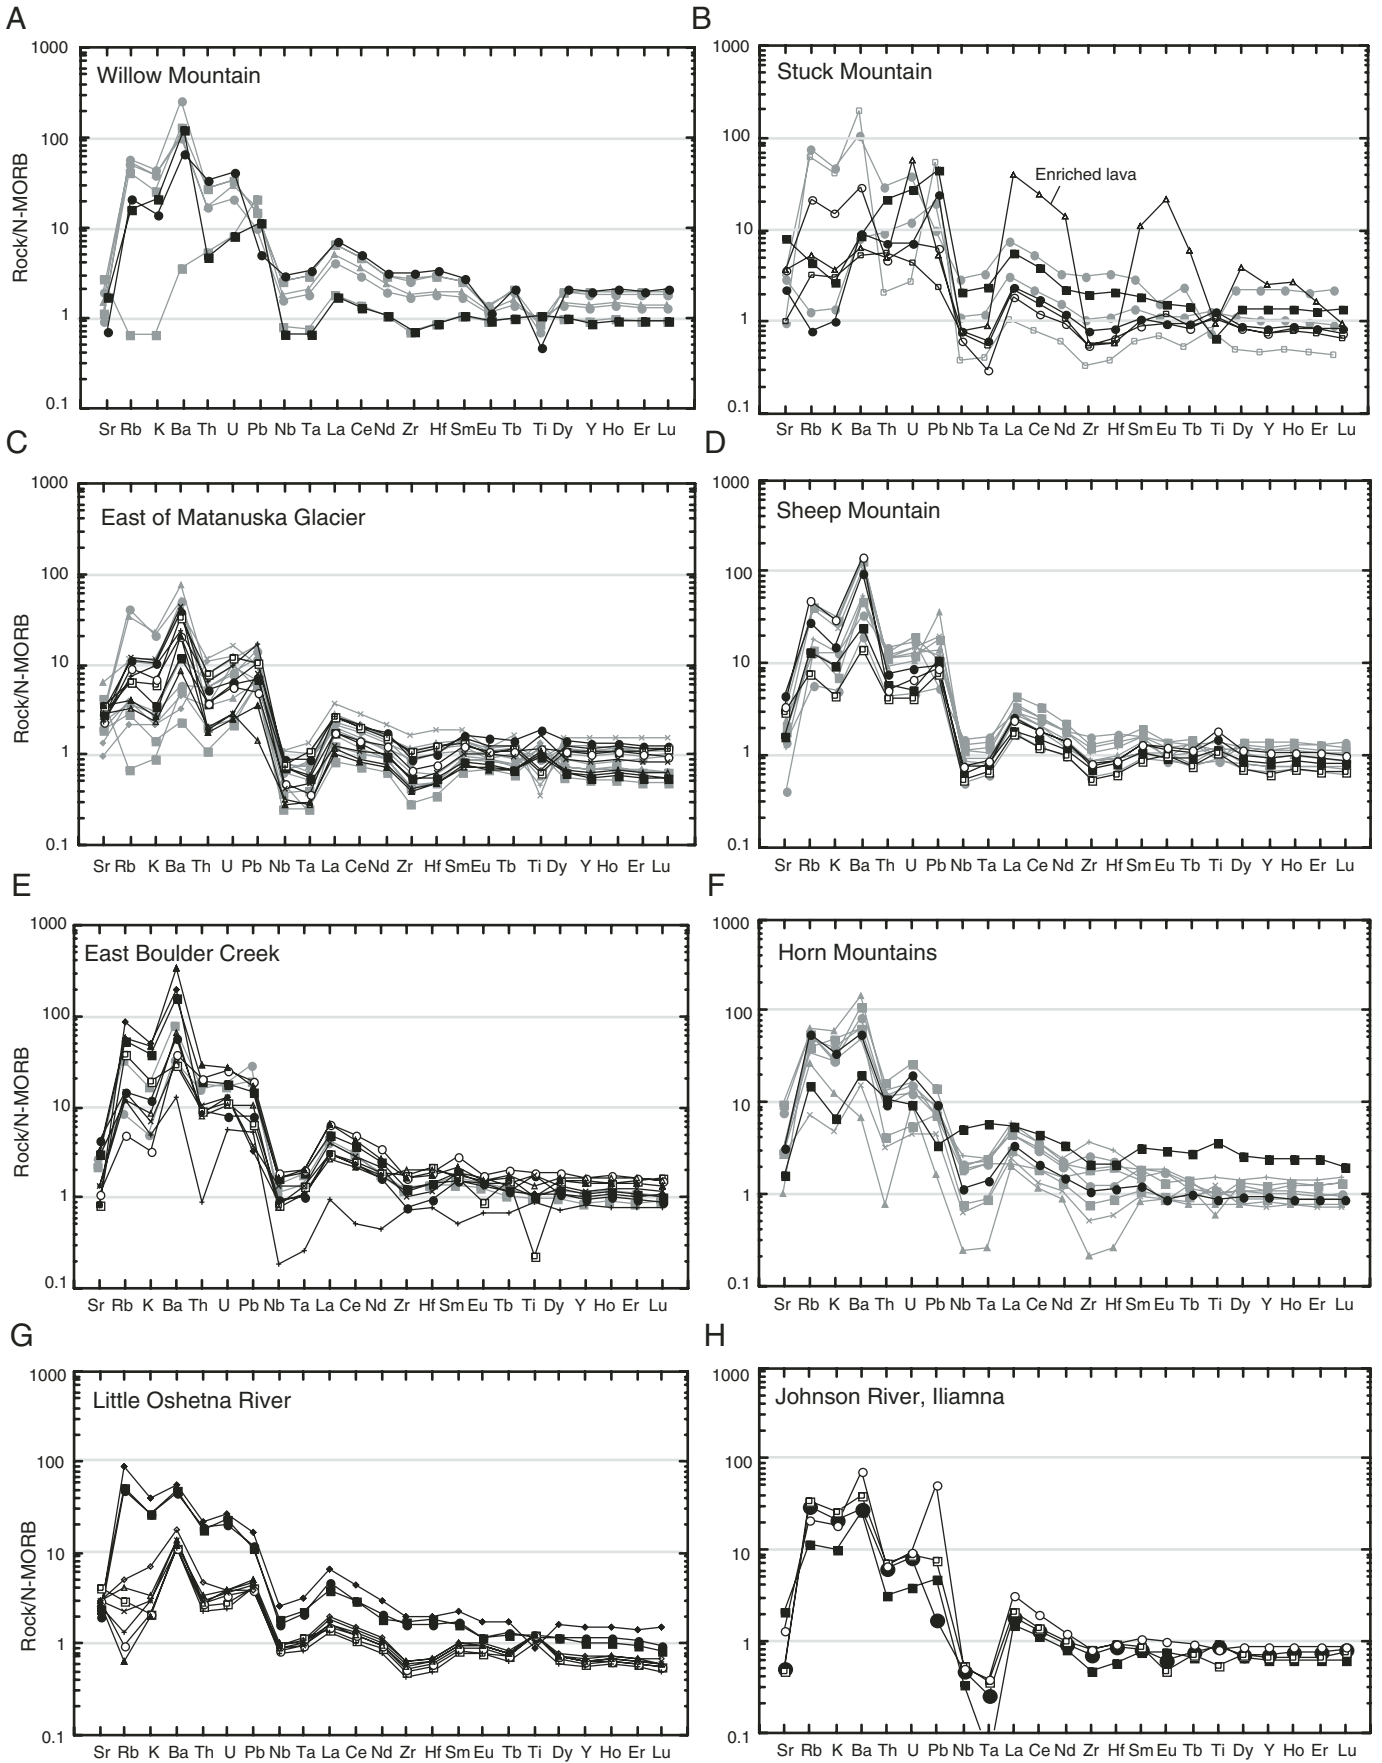 A
B
1000
100
10
1
0.1
Rock/N-MORB
Willow Mountain
Sr Rb K Ba Th U Pb Nb Ta La Ce Nd Zr Hf Sm Eu Tb Ti Dy Y Ho Er Lu
1000
100
10
1
0.1
Stuck Mountain
Enriched lava
Sr Rb K Ba Th U Pb Nb Ta La Ce Nd Zr Hf Sm Eu Tb Ti Dy Y Ho Er Lu
C
D
1000
100
10
1
0.1
Rock/N-MORB
East of Matanuska Glacier
Sr Rb K Ba Th U Pb Nb Ta La Ce Nd Zr Hf Sm Eu Tb Ti Dy Y Ho Er Lu
1000
100
10
1
0.1
Sheep Mountain
Sr Rb K Ba Th U Pb Nb Ta La Ce Nd Zr Hf Sm Eu Tb Ti Dy Y Ho Er Lu
E
F
1000
100
10
1
0.1
Rock/N-MORB
East Boulder Creek
Sr Rb K Ba Th U Pb Nb Ta La Ce Nd Zr Hf Sm Eu Tb Ti Dy Y Ho Er Lu
1000
100
10
1
0.1
Horn Mountains
Sr Rb K Ba Th U Pb Nb Ta La Ce Nd Zr Hf Sm Eu Tb Ti Dy Y Ho Er Lu
G
H
1000
100
10
1
0.1
Rock/N-MORB
Little Oshetna River
Sr Rb K Ba Th U Pb Nb Ta La Ce Nd Zr Hf Sm Eu Tb Ti Dy Y Ho Er Lu
1000
100
10
1
0.1
Johnson River, Iliamna
Sr Rb K Ba Th U Pb Nb Ta La Ce Nd Zr Hf Sm Eu Tb Ti Dy Y Ho Er Lu